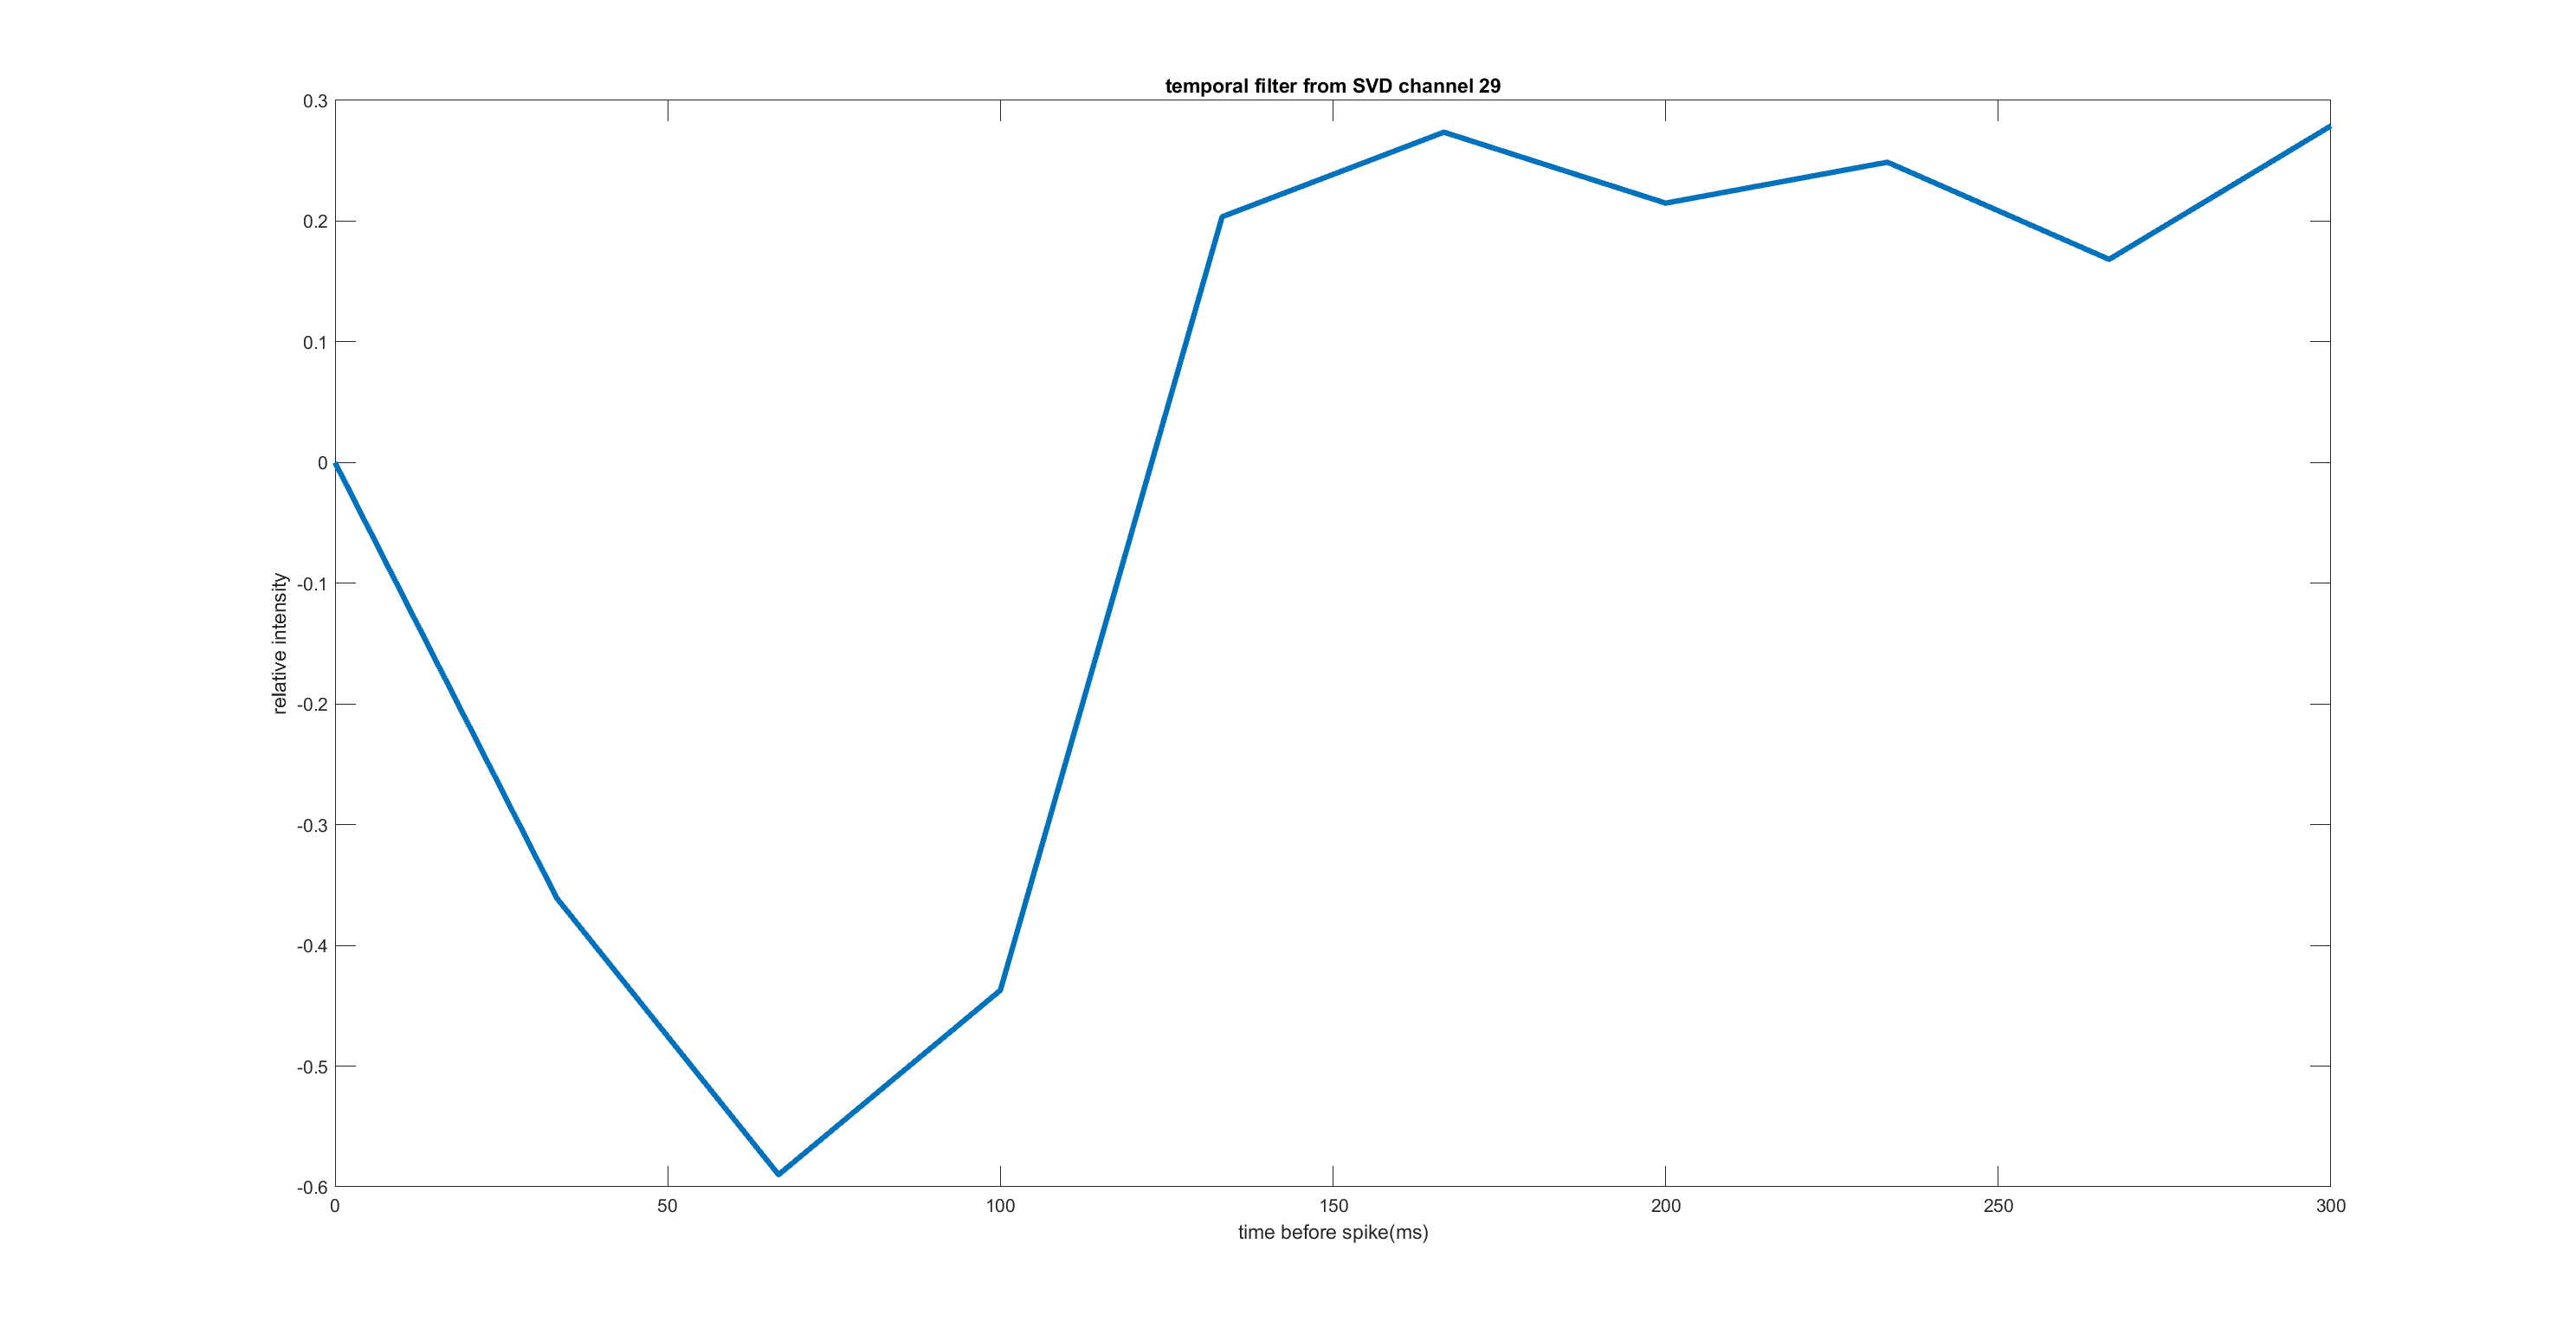 temporal filter from SVD channel 29
0.3
0.2
0.1
0
-0.1
-0.2
-0.3
-0.4
-0.5
-0.6
relative intensity
0 50 100 150 200 250 300
time before spike(ms)